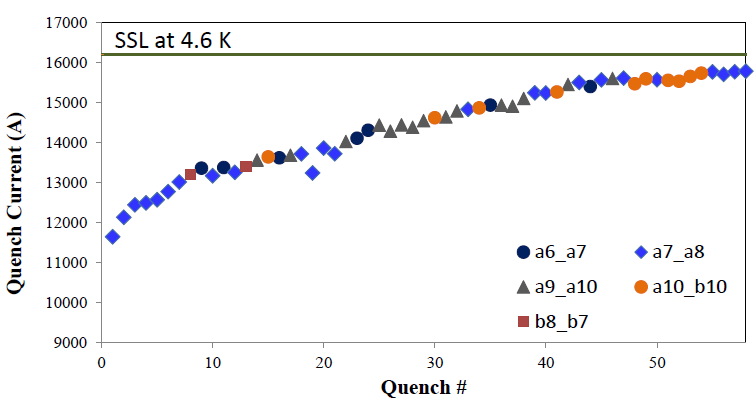 17000
SSL at 4.6 K
16000
15000
14000
13000
12000
11000
10000
9000
Quench Current (A)
a6_a7 a7_a8
a9_a10 a10_b10
b8_b7
0 10 20 30 40 50
Quench #